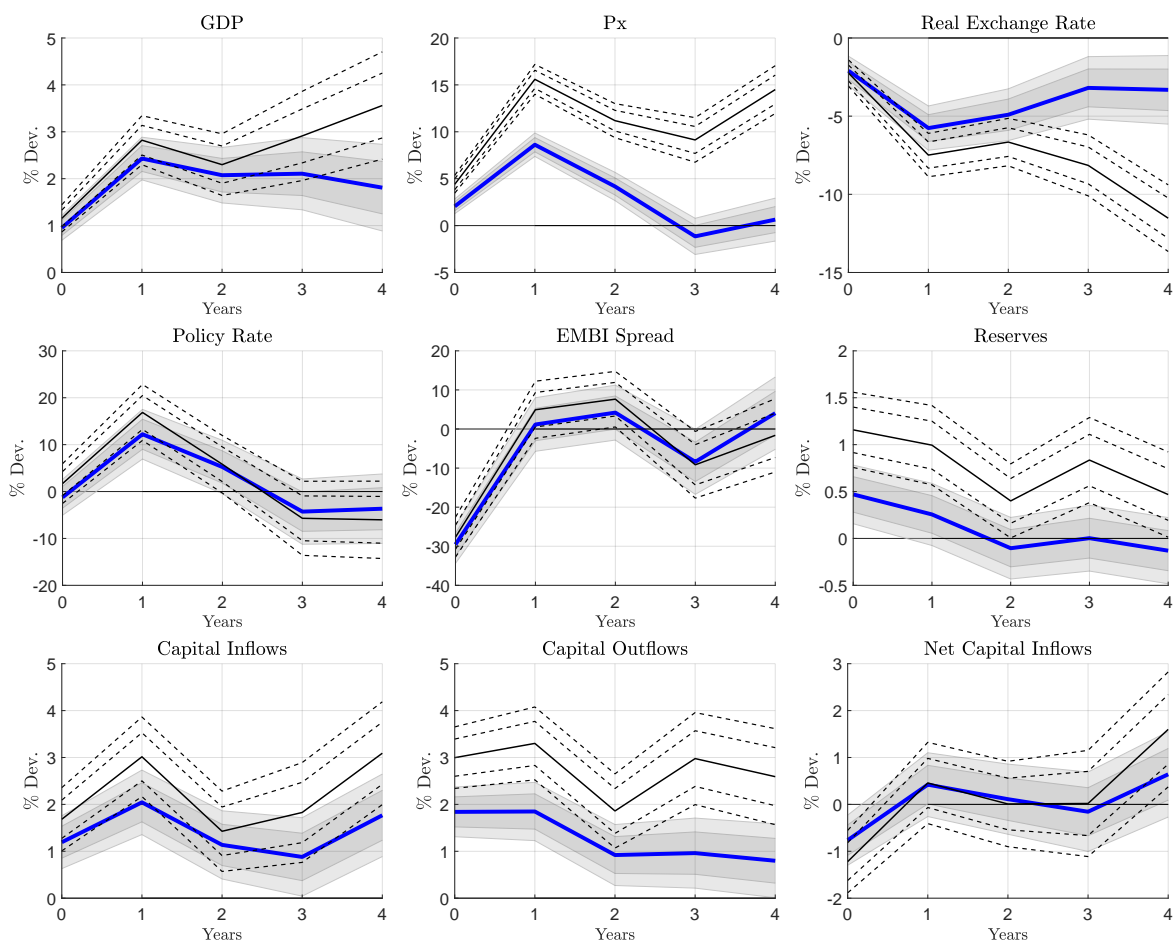 GDP
Px
Real Exchange Rate
5
4
3
2
1
0
% Dev.
0 1 2 3 4
Years
20
15
10
5
0
-5
% Dev.
0 1 2 3 4
Years
0
-5
-10
-15
% Dev.
0 1 2 3 4
Years
Policy Rate
EMBI Spread
Reserves
30
20
10
0
-10
-20
% Dev.
0 1 2 3 4
Years
20
10
0
-10
-20
-30
-40
% Dev.
0 1 2 3 4
Years
2
1.5
1
0.5
0
-0.5
% Dev.
0 1 2 3 4
Years
Capital Inflows
Capital Outflows
Net Capital Inflows
5
4
3
2
1
0
% Dev.
0 1 2 3 4
Years
5
4
3
2
1
0
% Dev.
0 1 2 3 4
Years
3
2
1
0
-1
-2
% Dev.
0 1 2 3 4
Years